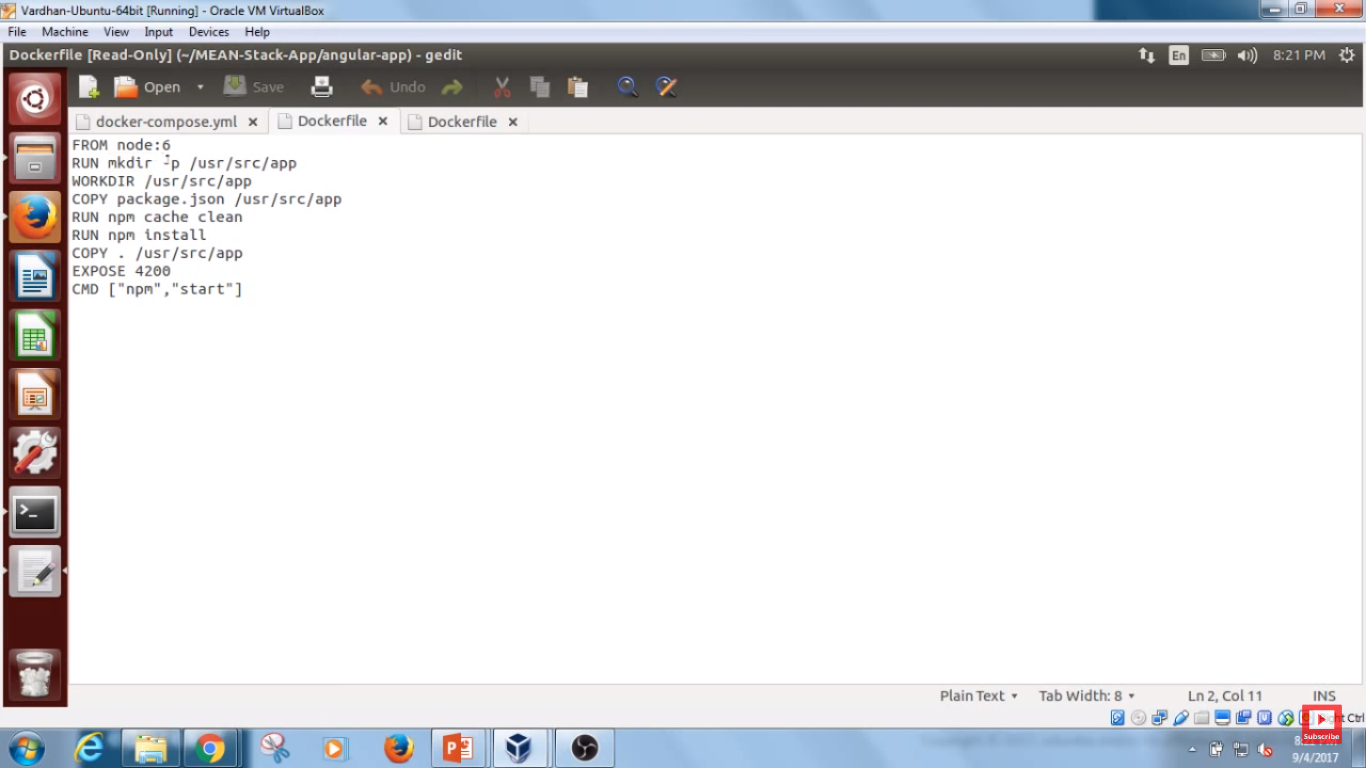 Vardhan-Ubuntu-64bit [Running] - Oracle VM VirtualBox
File Machine View Input Devices Help
Dockerfile [Read-Only] (~/MEAN-Stack-App/angular-app) - gedit
En 8:21 PM
Open Save Undo
docker-compose.yml Dockerfile Dockerfile
FROM node:6
RUN mkdir -p /usr/src/app
WORKDIR /usr/src/app
COPY package.json /usr/src/app
RUN npm cache clean
RUN npm install
COPY . /usr/src/app
EXPOSE 4200
CMD ["npm","start"]
Plain Text Tab Width: 8 Ln 2, Col 11 INS
Ctrl
Subscribe
9/4/2017